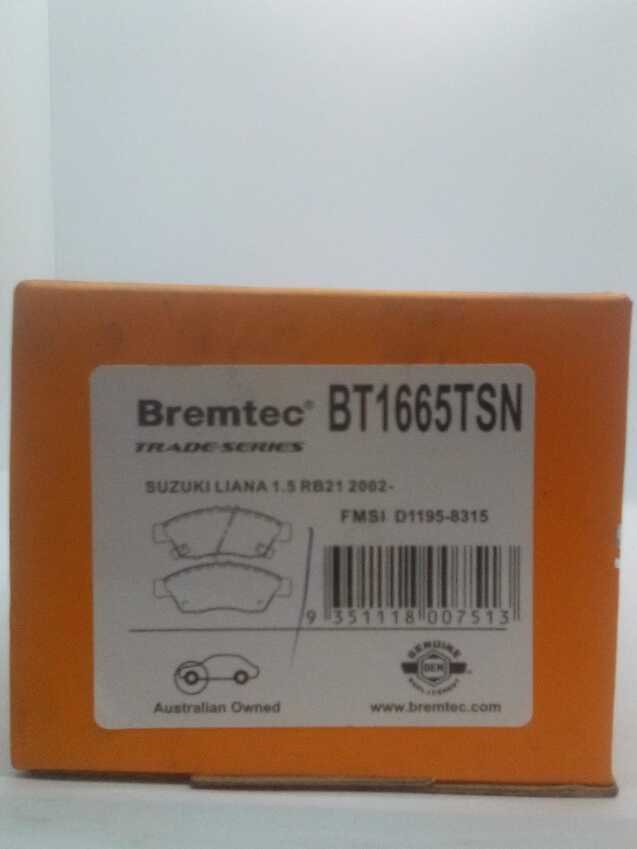 Bremtec® BT1665TSN
TRADE-SERIES
SUZUKI LIANA 1.5 RB21 2002-
FMSI D1195-8315
9 351118 007513
GENUINE
OEM
REPLACEMENT
Australian Owned
www.bremtec.com